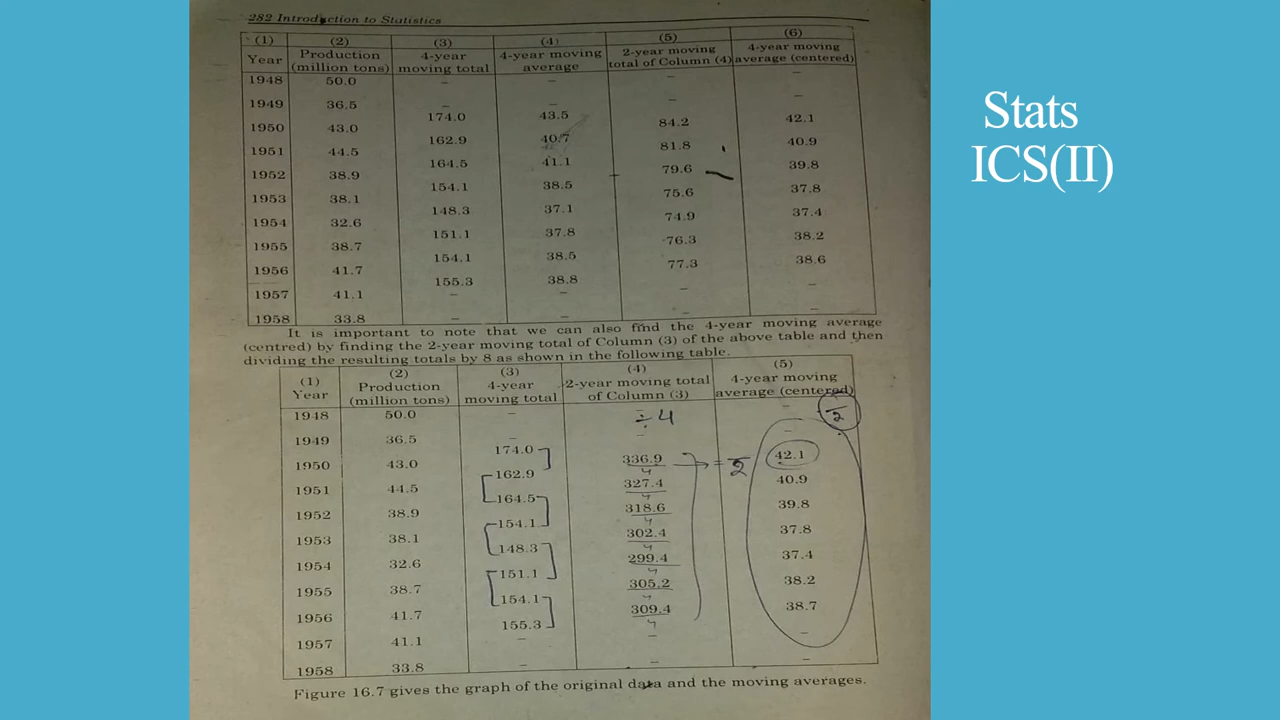 282 Introduction to Statistics
(1) (2) (3) (4) (5) (6)
Year Production (million tons) 4-year moving total 4-year moving average 2-year moving total of Column (4) 4-year moving average (centered)
1948 50.0 – – – –
1949 36.5 – – – –
174.0 43.5
1950 43.0 84.2 42.1
162.9 40.7
1951 44.5 81.8 40.9
164.5 41.1
1952 38.9 79.6 39.8
154.1 38.5
1953 38.1 75.6 37.8
148.3 37.1
1954 32.6 74.9 37.4
151.1 37.8
1955 38.7 76.3 38.2
154.1 38.5
1956 41.7 77.3 38.6
155.3 38.8
1957 41.1 – – – –
1958 33.8 – – – –
It is important to note that we can also find the 4-year moving average
(centred) by finding the 2-year moving total of Column (3) of the above table and then
dividing the resulting totals by 8 as shown in the following table.
(1) (2) (3) (4) (5)
Year Production (million tons) 4-year moving total 2-year moving total of Column (3) 4-year moving average (centered)
1948 50.0 – – –
÷4 2
1949 36.5 – – –
174.0
1950 43.0 336.9 4 = 2 42.1
162.9
1951 44.5 327.4 4 40.9
164.5
1952 38.9 318.6 4 39.8
154.1
1953 38.1 302.4 4 37.8
148.3
1954 32.6 299.4 4 37.4
151.1
1955 38.7 305.2 4 38.2
154.1
1956 41.7 309.4 4 38.7
155.3
1957 41.1 – – –
1958 33.8 – – –
Figure 16.7 gives the graph of the original data and the moving averages.
Stats
ICS(II)